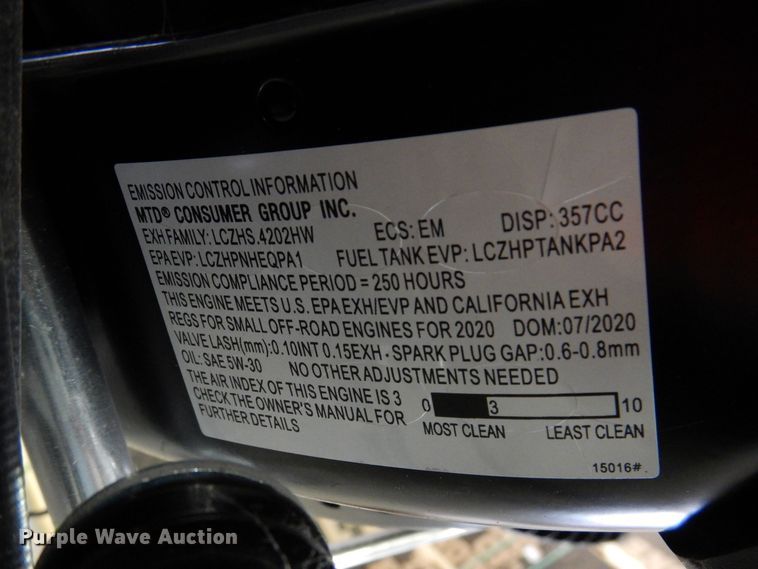 EMISSION CONTROL INFORMATION
MTD® CONSUMER GROUP INC.
EXH FAMILY: LCZHS.4202HW ECS: EM DISP: 357CC
EPA EVP: LCZHPNHEQPA1 FUEL TANK EVP: LCZHPTANKPA2
EMISSION COMPLIANCE PERIOD = 250 HOURS
THIS ENGINE MEETS U.S. EPA EXH/EVP AND CALIFORNIA EXH
REGS FOR SMALL OFF-ROAD ENGINES FOR 2020 DOM: 07/2020
VALVE LASH(mm): 0.10INT 0.15EXH · SPARK PLUG GAP: 0.6-0.8mm
OIL: SAE 5W-30 NO OTHER ADJUSTMENTS NEEDED
THE AIR INDEX OF THIS ENGINE IS 3
CHECK THE OWNER'S MANUAL FOR
FURTHER DETAILS
0 3 10
MOST CLEAN LEAST CLEAN
15016#
Purple Wave Auction